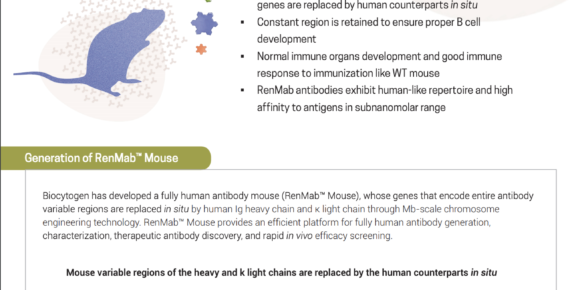 genes are replaced by human counterparts in situ
▪ Constant region is retained to ensure proper B cell
development
▪ Normal immune organs development and good immune
response to immunization like WT mouse
▪ RenMab antibodies exhibit human-like repertoire and high
affinity to antigens in subnanomolar range
Generation of RenMab™ Mouse
Biocytogen has developed a fully human antibody mouse (RenMab™ Mouse), whose genes that encode entire antibody
variable regions are replaced in situ by human Ig heavy chain and κ light chain through Mb-scale chromosome
engineering technology. RenMab™ Mouse provides an efficient platform for fully human antibody generation,
characterization, therapeutic antibody discovery, and rapid in vivo efficacy screening.
Mouse variable regions of the heavy and k light chains are replaced by the human counterparts in situ